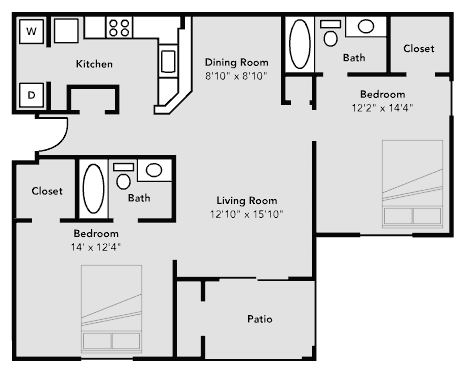 W
D
Kitchen
Dining Room
8'10" x 8'10"
Bath
Closet
Bedroom
12'2" x 14'4"
Closet
Bath
Living Room
12'10" x 15'10"
Bedroom
14' x 12'4"
Patio